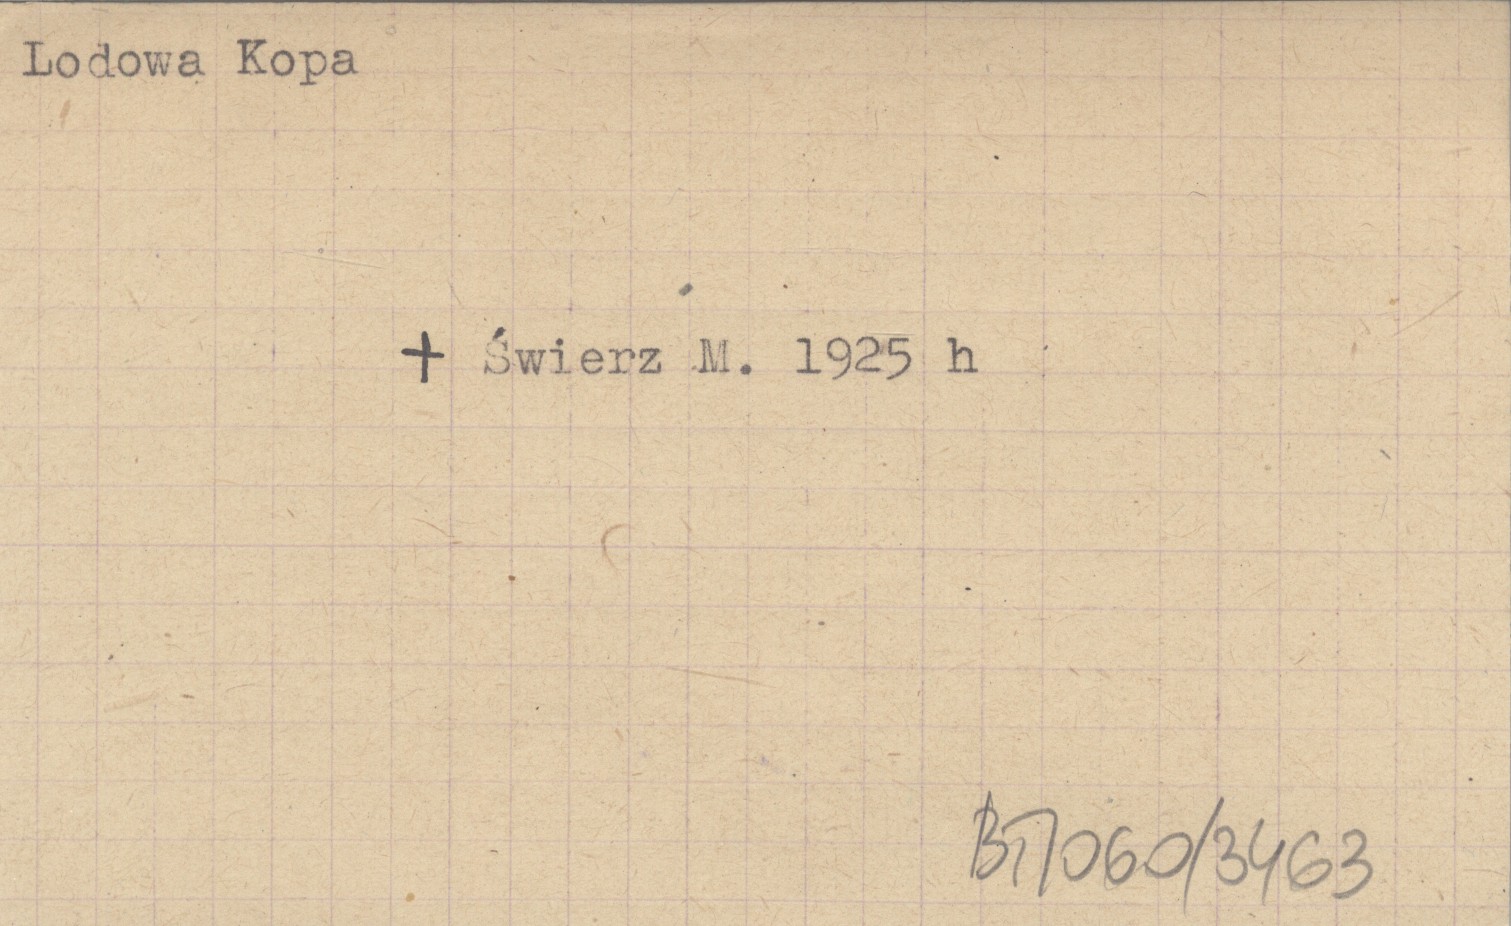 Lodowa Kopa
+ Świerz M. 1925 h
BT/060/3463